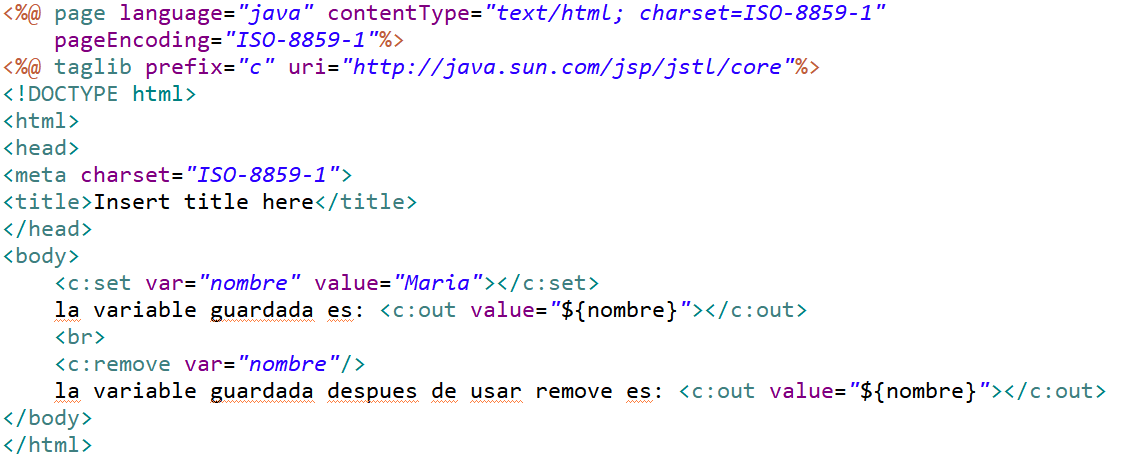 <%@ page language="java" contentType="text/html; charset=ISO-8859-1"
    pageEncoding="ISO-8859-1"%>
<%@ taglib prefix="c" uri="http://java.sun.com/jsp/jstl/core"%>
<!DOCTYPE html>
<html>
<head>
<meta charset="ISO-8859-1">
<title>Insert title here</title>
</head>
<body>
    <c:set var="nombre" value="Maria"></c:set>
    la variable guardada es: <c:out value="${nombre}"></c:out>
    <br>
    <c:remove var="nombre"/>
    la variable guardada despues de usar remove es: <c:out value="${nombre}"></c:out>
</body>
</html>